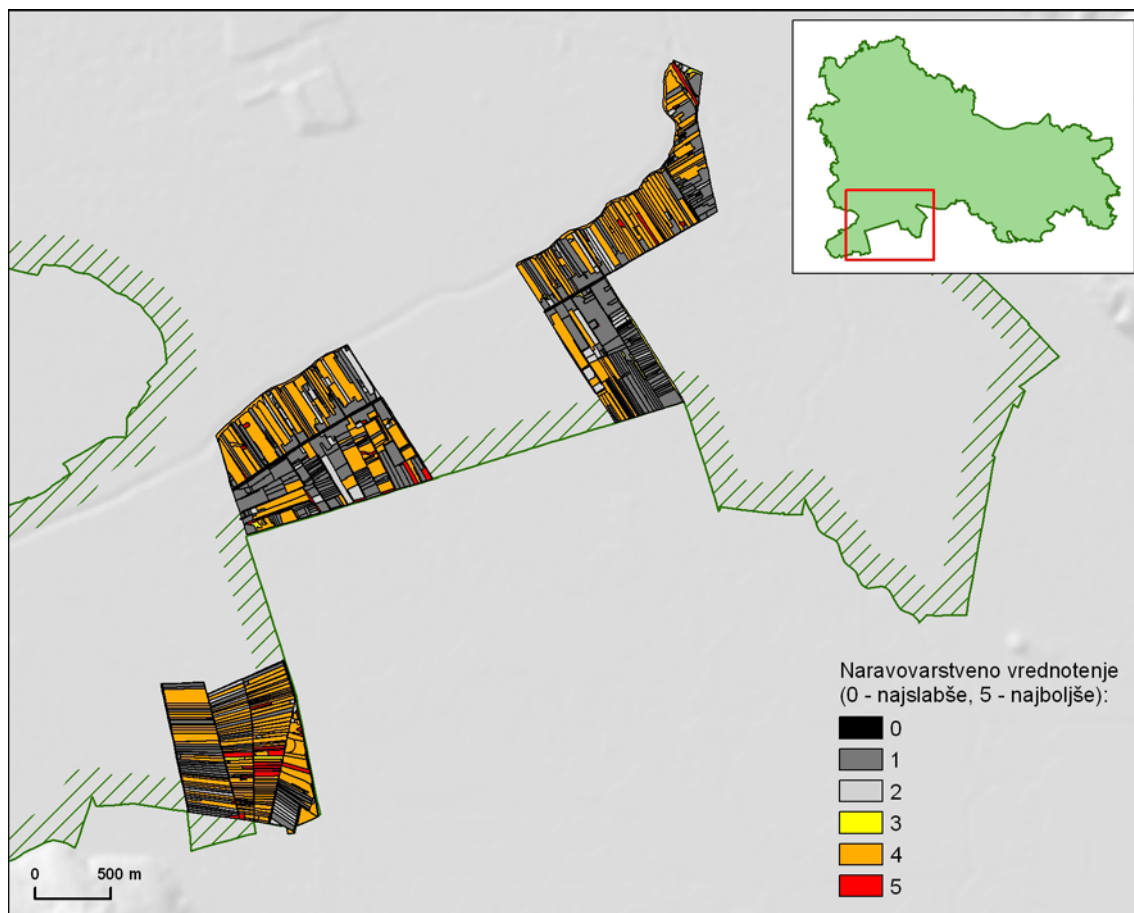 Naravovarstveno vrednotenje
(0 - najslabše, 5 - najboljše):
0
1
2
3
4
5
0 500 m